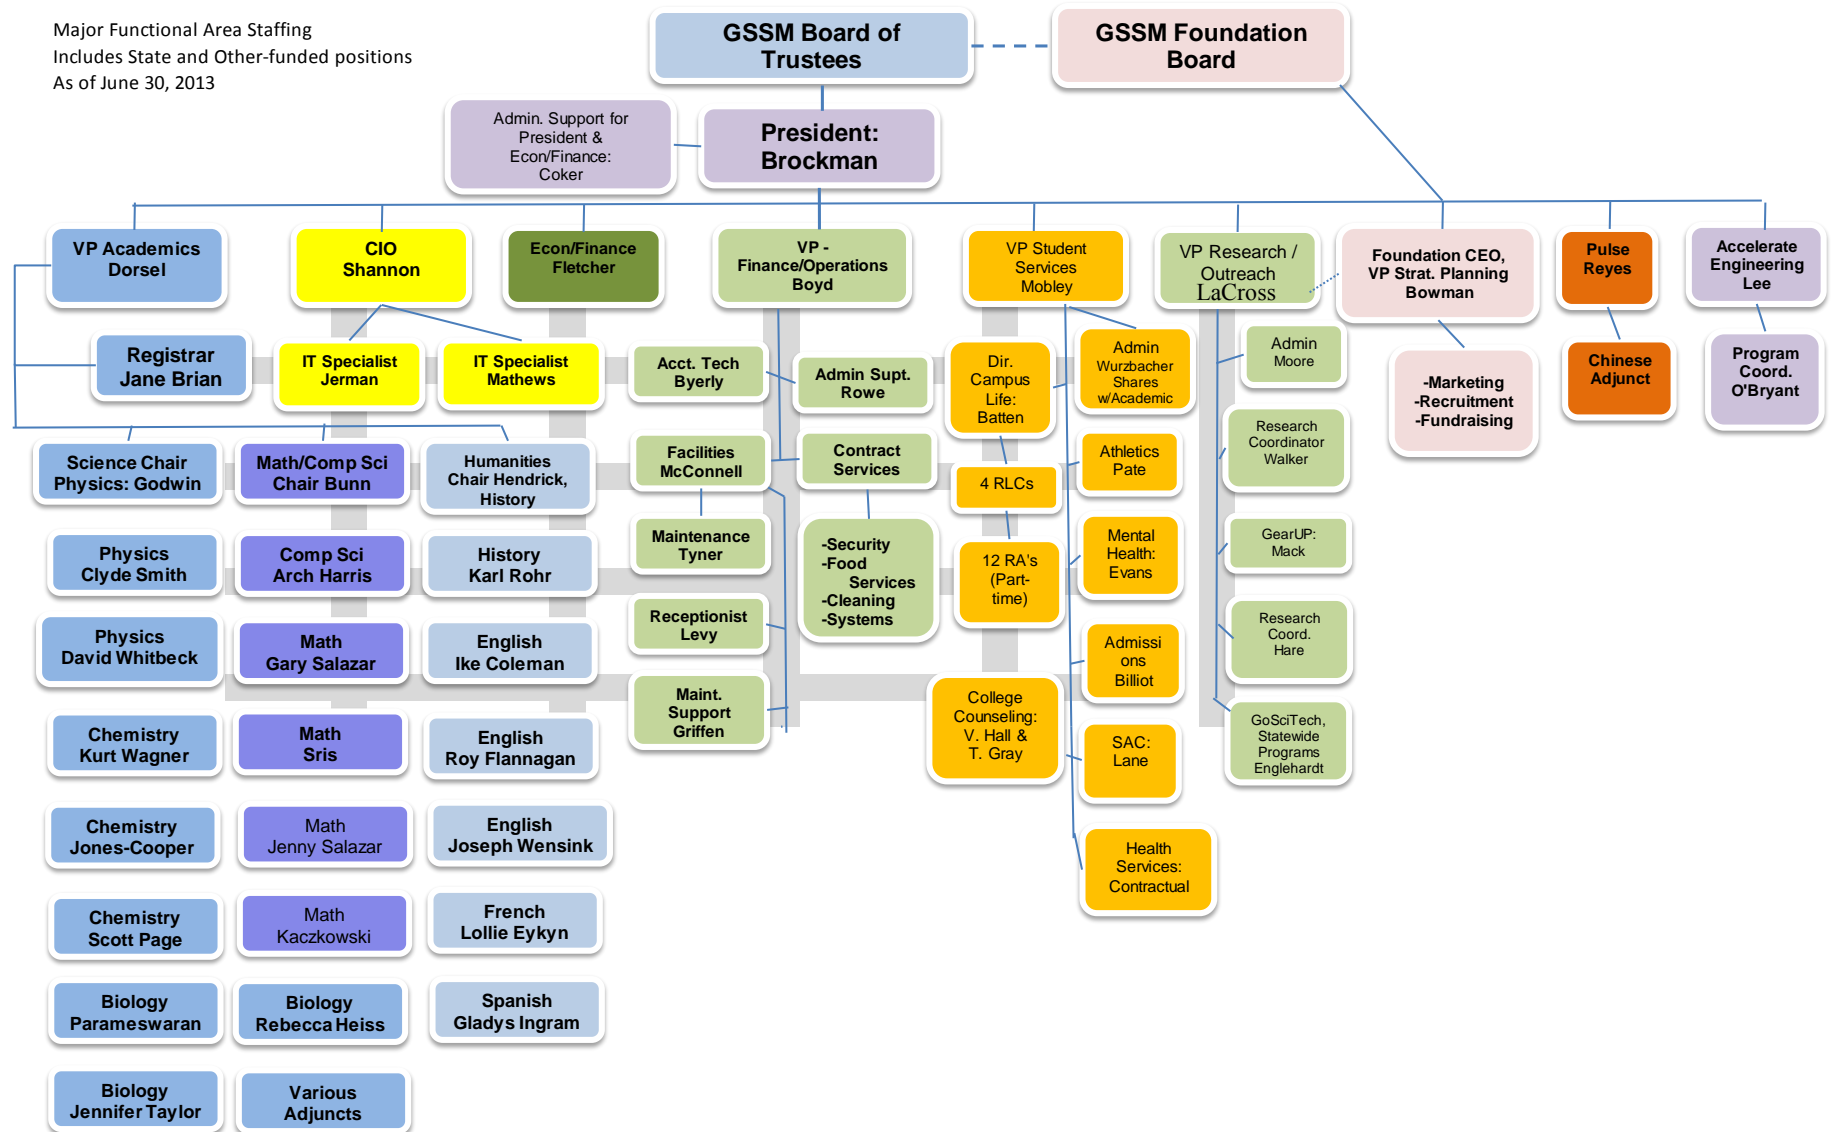 Major Functional Area Staffing
Includes State and Other-funded positions
As of June 30, 2013
GSSM Board of
Trustees
GSSM Foundation
Board
Admin. Support for
President &
Econ/Finance:
Coker
President:
Brockman
VP Academics
Dorsel
CIO
Shannon
Econ/Finance
Fletcher
VP -
Finance/Operations
Boyd
VP Student
Services
Mobley
VP Research /
Outreach
LaCross
Foundation CEO,
VP Strat. Planning
Bowman
Pulse
Reyes
Accelerate
Engineering
Lee
Registrar
Jane Brian
IT Specialist
Jerman
IT Specialist
Mathews
Acct. Tech
Byerly
Admin Supt.
Rowe
Dir.
Campus
Life:
Batten
Admin
Wurzbacher
Shares
w/Academic
Admin
Moore
-Marketing
-Recruitment
-Fundraising
Chinese
Adjunct
Program
Coord.
O'Bryant
Science Chair
Physics: Godwin
Math/Comp Sci
Chair Bunn
Humanities
Chair Hendrick,
History
Facilities
McConnell
Contract
Services
4 RLCs
Athletics
Pate
Research
Coordinator
Walker
Physics
Clyde Smith
Comp Sci
Arch Harris
History
Karl Rohr
Maintenance
Tyner
-Security
-Food
Services
-Cleaning
-Systems
12 RA's
(Part-
time)
Mental
Health:
Evans
GearUP:
Mack
Physics
David Whitbeck
Math
Gary Salazar
English
Ike Coleman
Receptionist
Levy
Admissi
ons
Billiot
Research
Coord.
Hare
Chemistry
Kurt Wagner
Math
Sris
English
Roy Flannagan
Maint.
Support
Griffen
College
Counseling:
V. Hall &
T. Gray
SAC:
Lane
GoSciTech,
Statewide
Programs
Englehardt
Chemistry
Jones-Cooper
Math
Jenny Salazar
English
Joseph Wensink
Health
Services:
Contractual
Chemistry
Scott Page
Math
Kaczkowski
French
Lollie Eykyn
Biology
Parameswaran
Biology
Rebecca Heiss
Spanish
Gladys Ingram
Biology
Jennifer Taylor
Various
Adjuncts